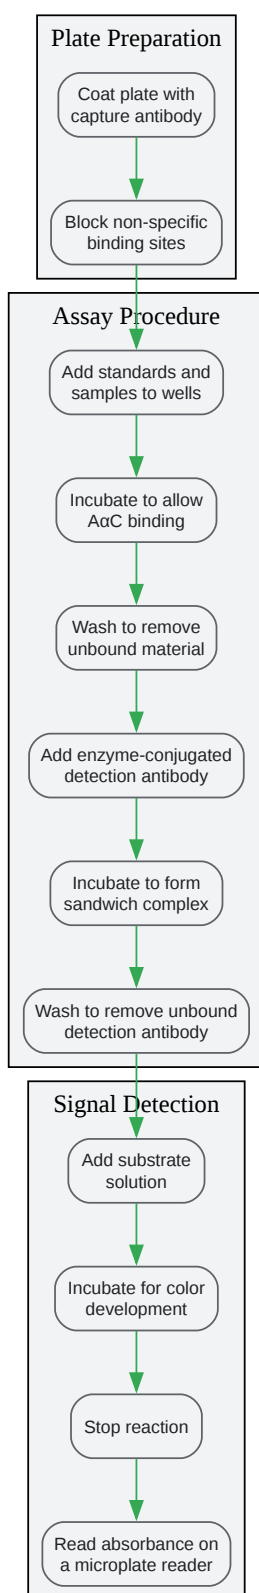 Plate Preparation
Coat plate with
capture antibody
Block non-specific
binding sites
Assay Procedure
Add standards and
samples to wells
Incubate to allow
AαC binding
Wash to remove
unbound material
Add enzyme-conjugated
detection antibody
Incubate to form
sandwich complex
Wash to remove unbound
detection antibody
Signal Detection
Add substrate
solution
Incubate for color
development
Stop reaction
Read absorbance on
a microplate reader